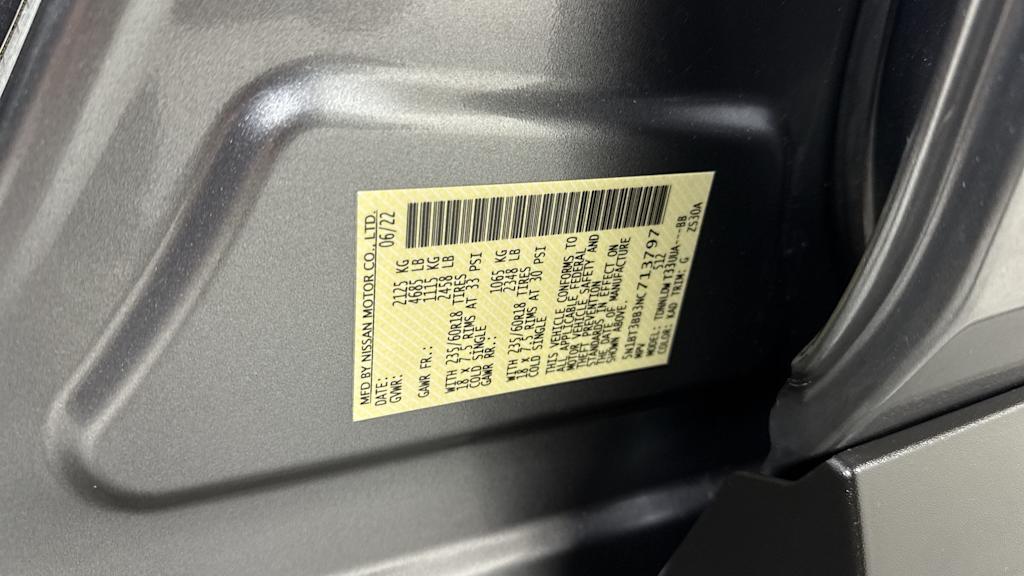 MFD BY NISSAN MOTOR CO., LTD.
DATE: 06/22
GVWR: 2125 KG
4685 LB
GAWR FR.: 1115 KG
2458 LB
WITH 235/60R18 TIRES
18 X 7.5 RIMS AT 33 PSI
COLD SINGLE
GAWR RR.: 1065 KG
2348 LB
WITH 235/60R18 TIRES
18 X 7.5 RIMS AT 30 PSI
COLD SINGLE
THIS VEHICLE CONFORMS TO
ALL APPLICABLE FEDERAL
MOTOR VEHICLE SAFETY AND
THEFT PREVENTION
STANDARDS IN EFFECT ON
THE DATE OF MANUFACTURE
SHOWN ABOVE.
5N1BT3BB3NC713797
MPV
MODEL:
COLOR: KAD TRIM: G ZS30A